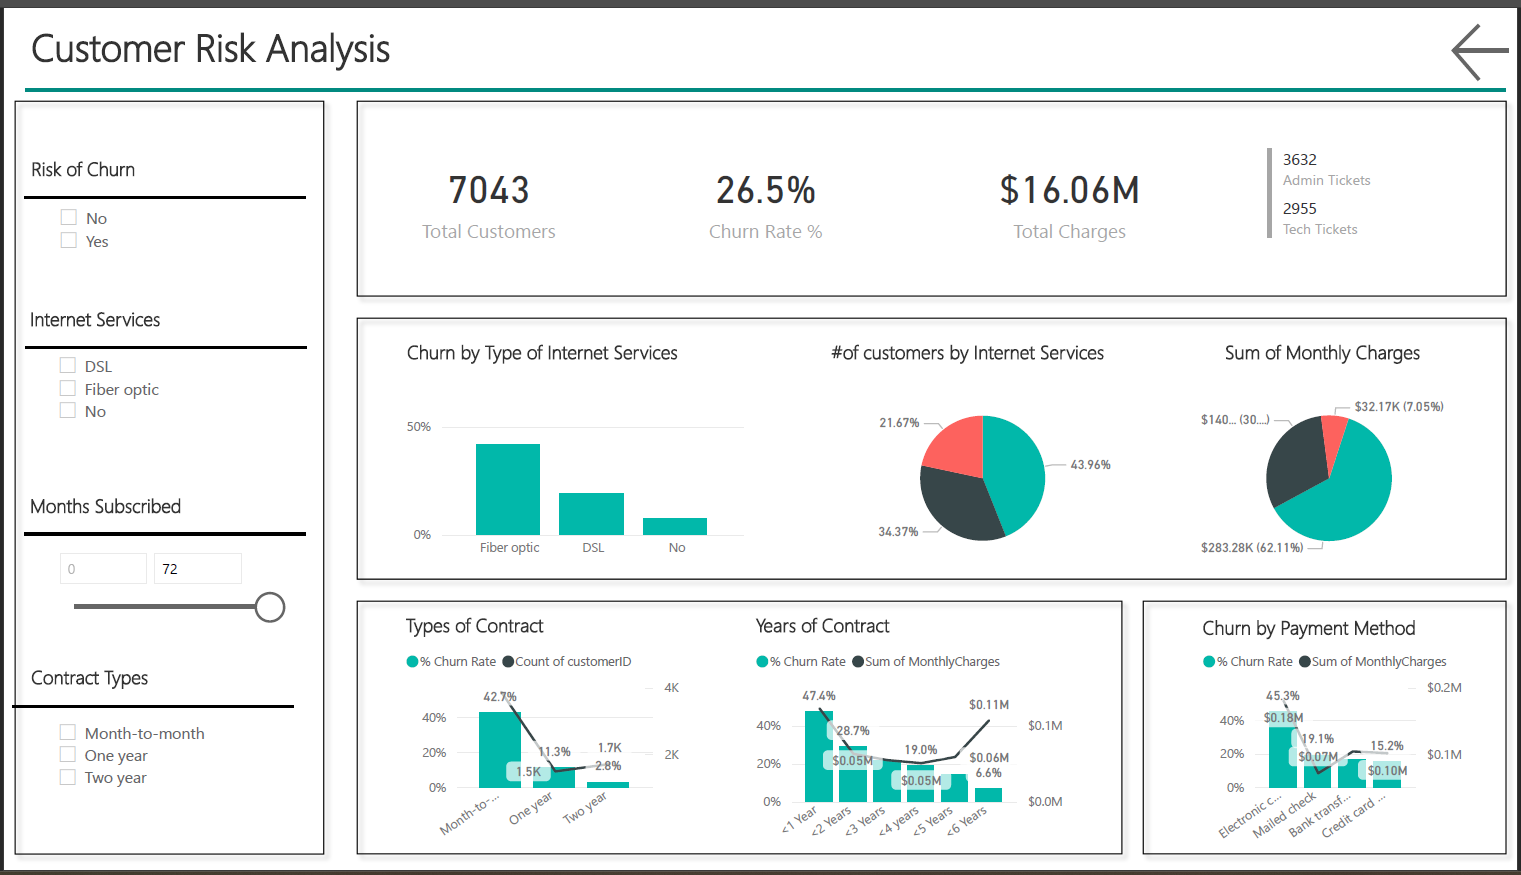 Customer Risk Analysis
Risk of Churn
No
Yes
Internet Services
DSL
Fiber optic
No
Months Subscribed
0
72
Contract Types
Month-to-month
One year
Two year
7043
Total Customers
26.5%
Churn Rate %
$16.06M
Total Charges
3632
Admin Tickets
2955
Tech Tickets
Churn by Type of Internet Services
50%
0%
Fiber optic DSL No
#of customers by Internet Services
21.67%
43.96%
34.37%
Sum of Monthly Charges
$32.17K (7.05%)
$140... (30....)
$283.28K (62.11%)
Types of Contract
% Churn Rate Count of customerID
42.7%
4K
40%
11.3%
1.7K
20%
2K
1.5K
2.8%
0%
Month-to-...
One year
Two year
Years of Contract
% Churn Rate Sum of MonthlyCharges
47.4%
$0.11M
40%
28.7%
$0.1M
19.0%
$0.05M
$0.06M
20%
6.6%
$0.05M
0%
$0.0M
<1 Year
<2 Years
<3 Years
<4 years
<5 Years
<6 Years
Churn by Payment Method
% Churn Rate Sum of MonthlyCharges
45.3%
$0.2M
40%
$0.18M
19.1%
15.2%
20%
$0.07M
$0.1M
$0.10M
0%
Electronic c...
Mailed check
Bank transf...
Credit card ...